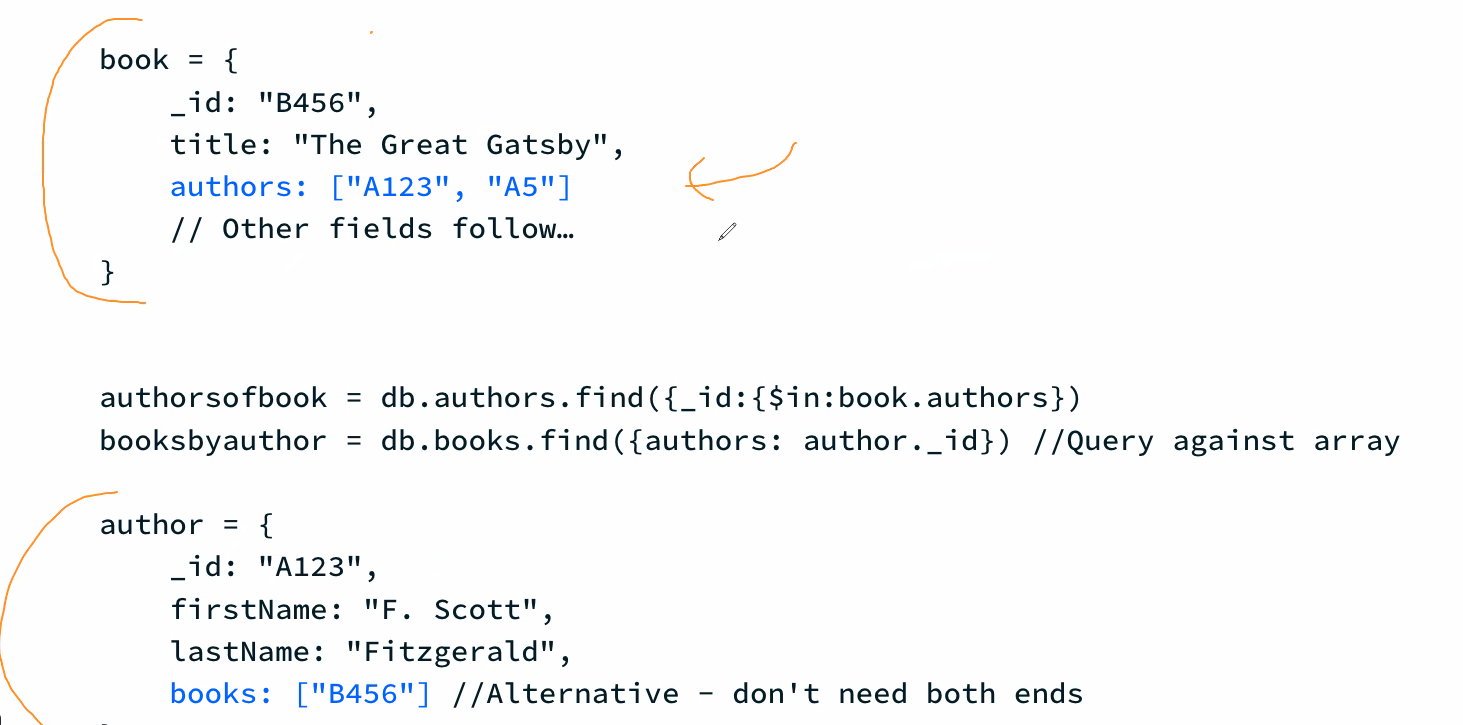 book = {
_id: "B456",
title: "The Great Gatsby",
authors: ["A123", "A5"]
// Other fields follow…
}
authorsofbook = db.authors.find({_id:{$in:book.authors})
booksbyauthor = db.books.find({authors: author._id}) //Query against array
author = {
_id: "A123",
firstName: "F. Scott",
lastName: "Fitzgerald",
books: ["B456"] //Alternative – don't need both ends